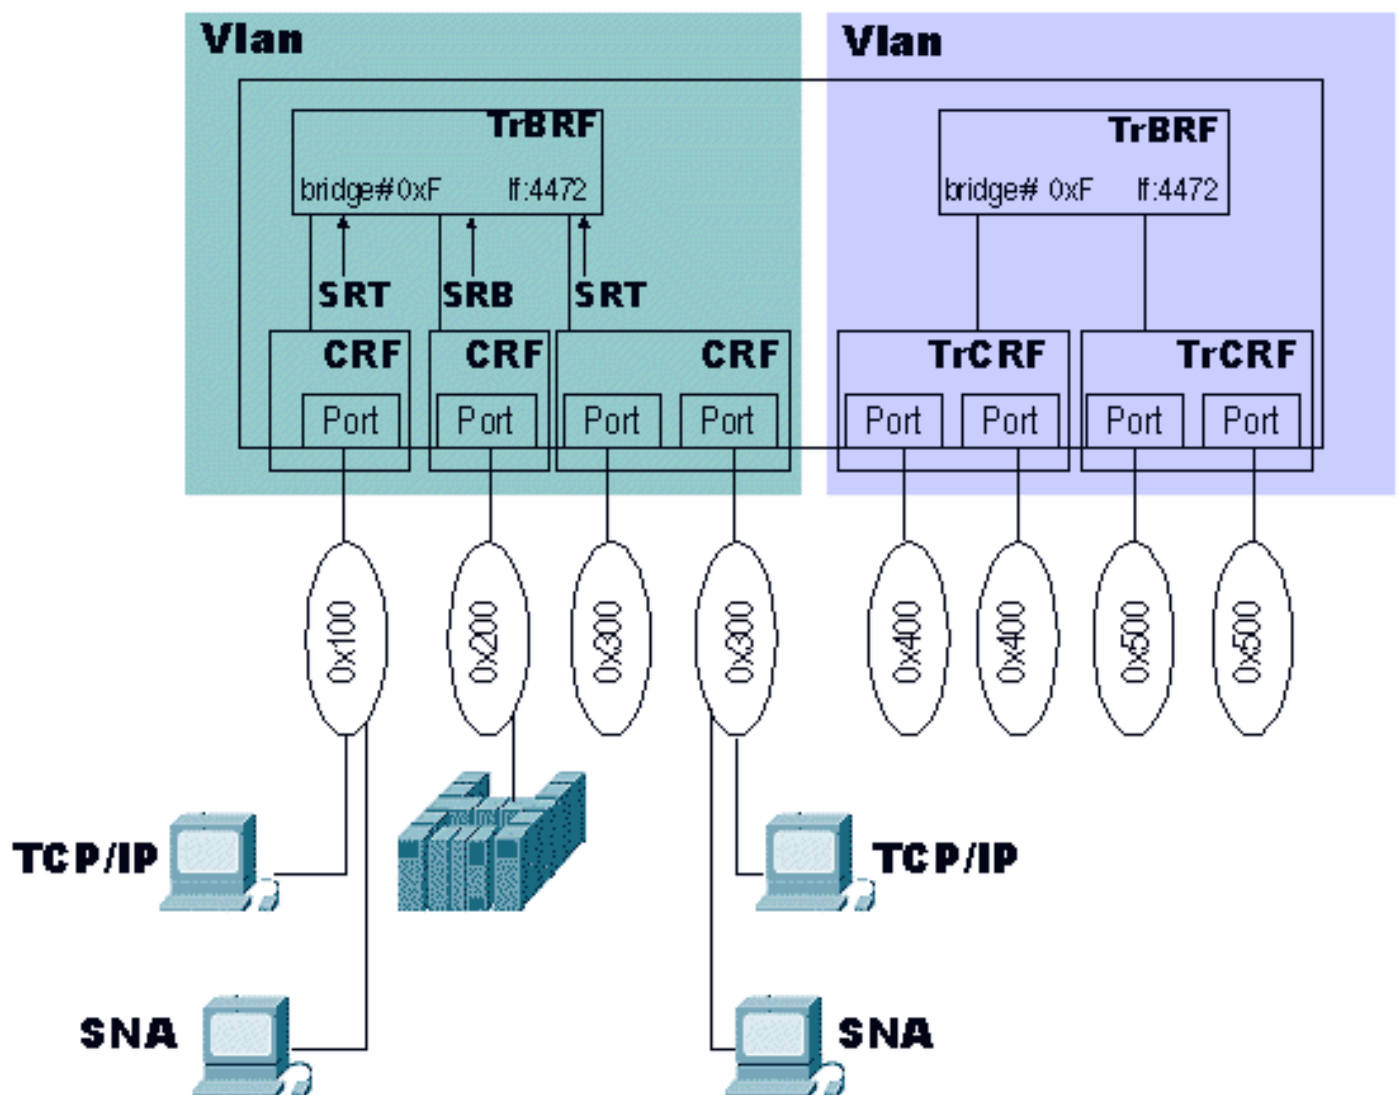 Vlan Vlan
TrBRF TrBRF
bridge# 0xF lf:4472 bridge# 0xF lf:4472
SRT SRB SRT
CRF CRF CRF TrCRF TrCRF
Port Port Port Port Port Port Port Port
0x100 0x200 0x300 0x300 0x400 0x400 0x500 0x500
TCP/IP TCP/IP
SNA SNA